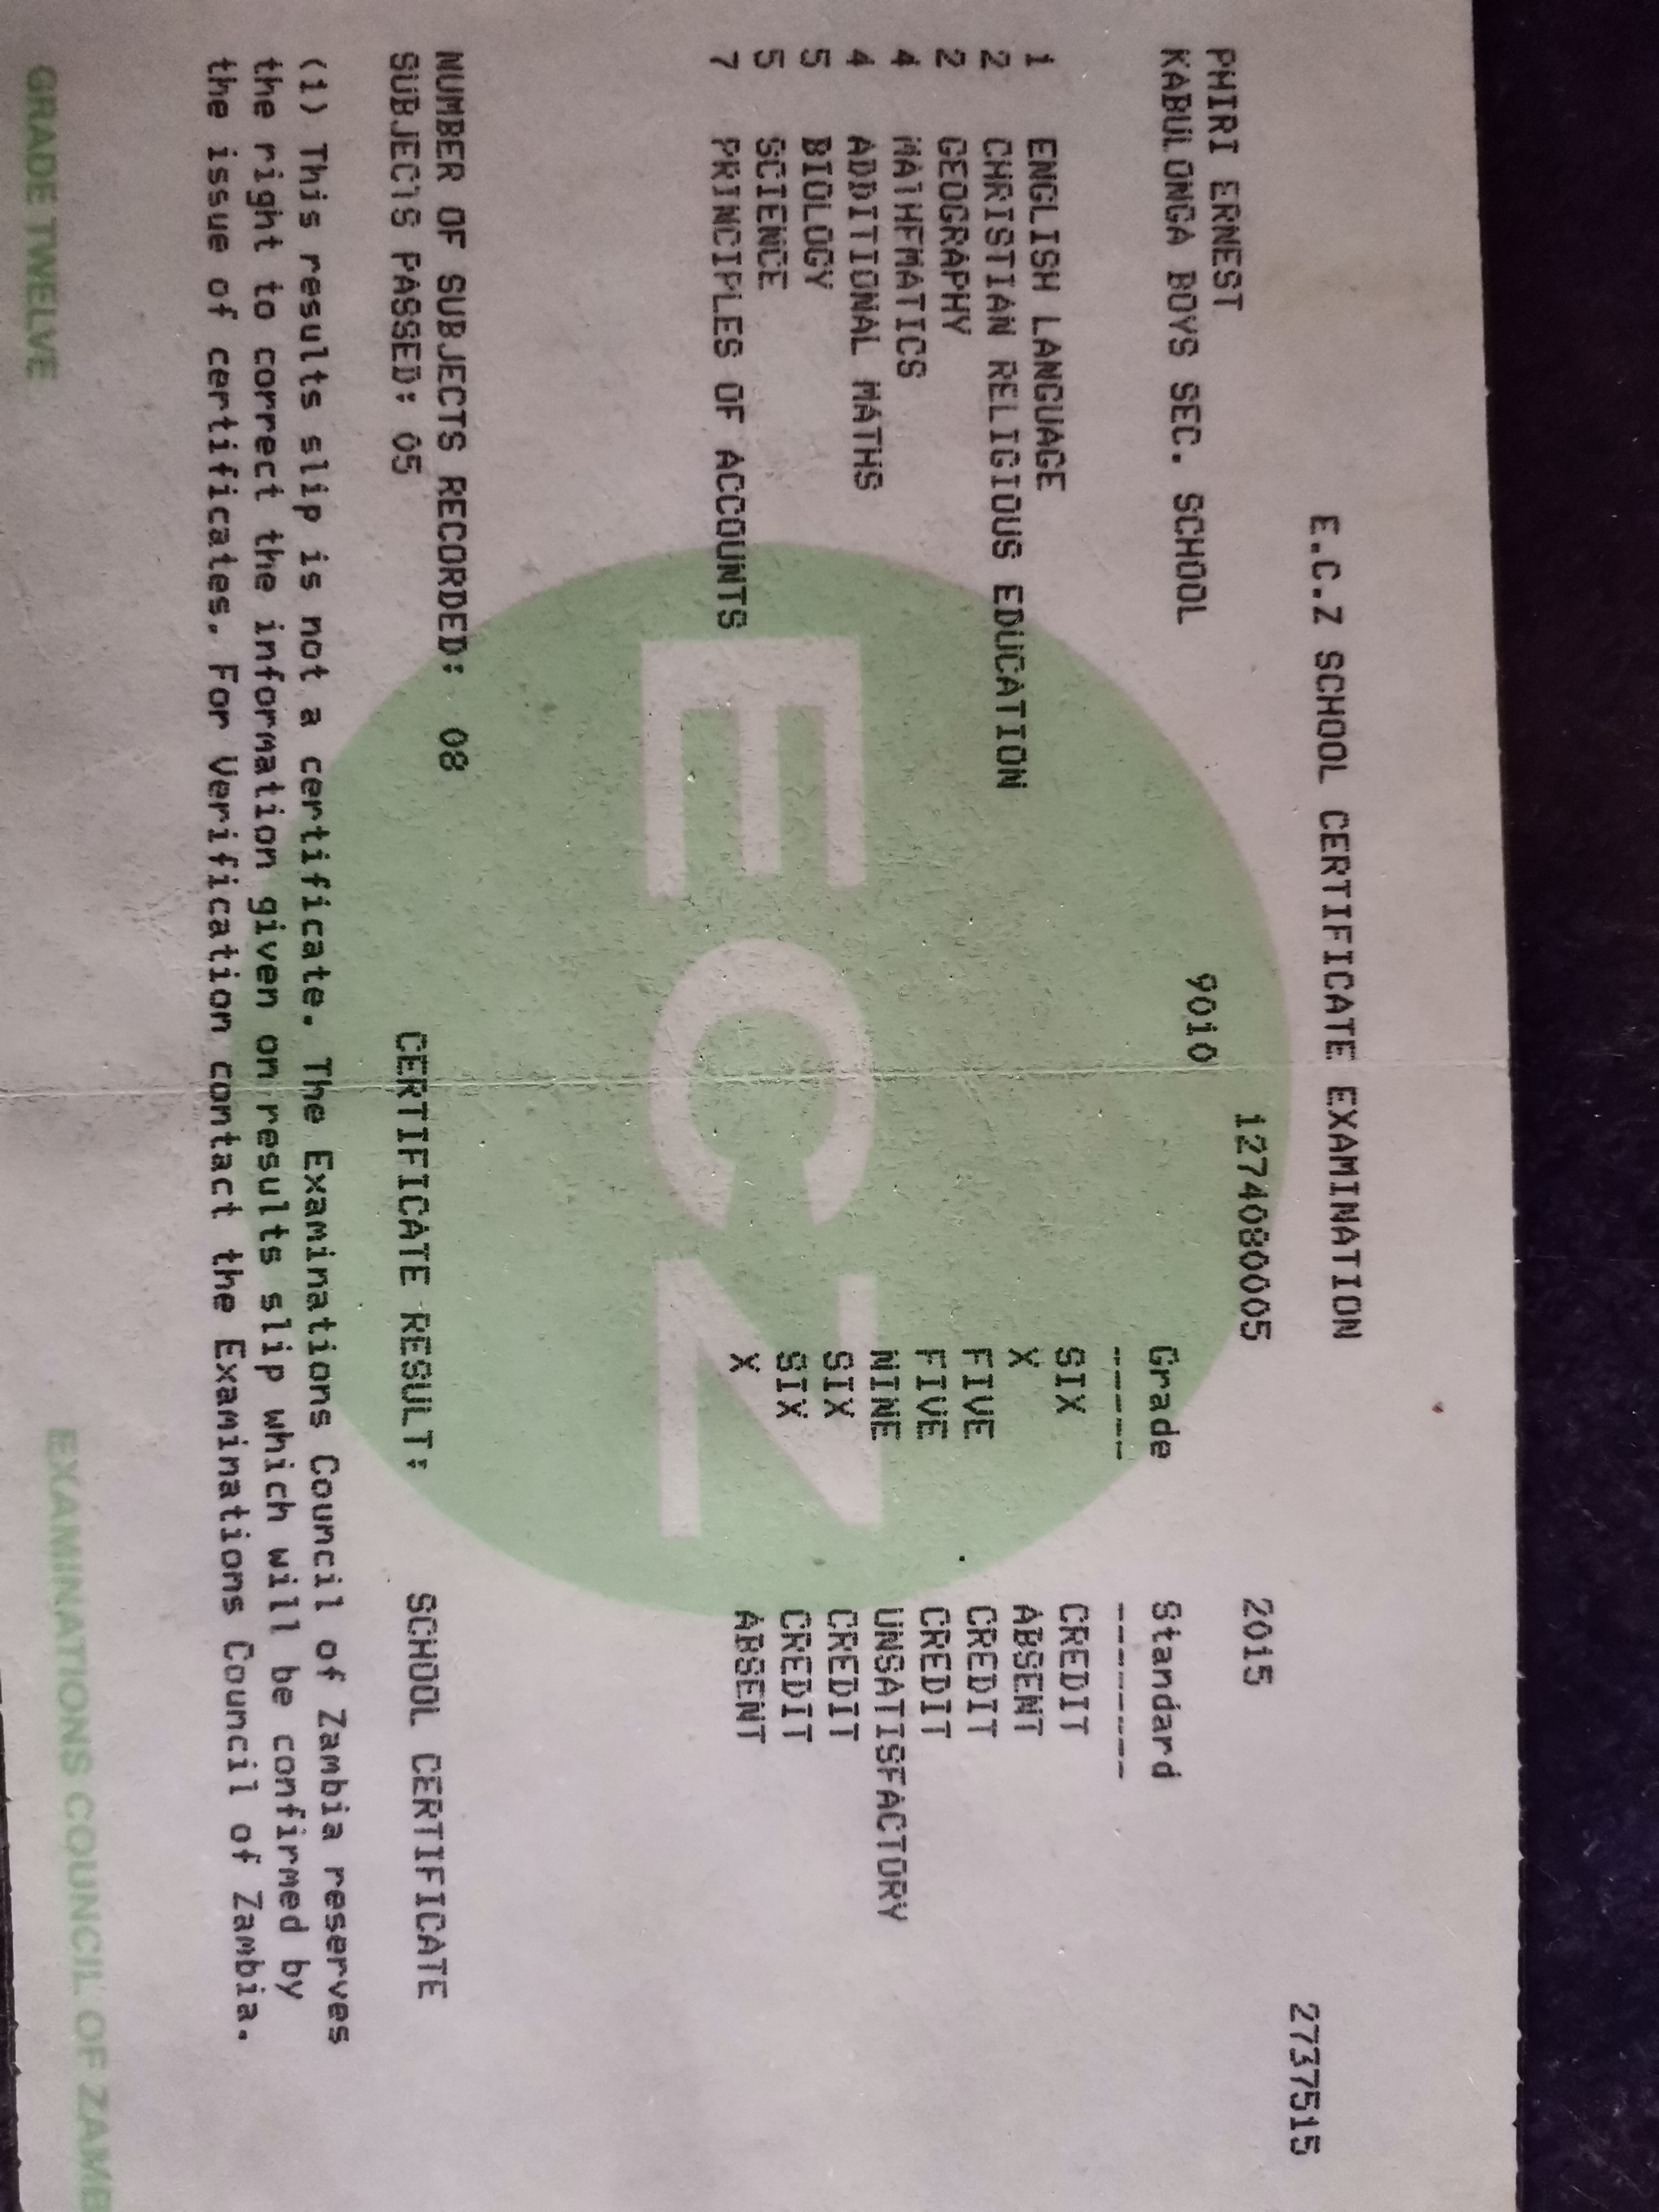 2737515
E.C.Z SCHOOL CERTIFICATE EXAMINATION
PHIRI ERNEST 1274080005 2015
KABULONGA BOYS SEC. SCHOOL 9010
Grade Standard
----- --------
1 ENGLISH LANGUAGE SIX CREDIT
2 CHRISTIAN RELIGIOUS EDUCATION X ABSENT
2 GEOGRAPHY FIVE CREDIT
4 MATHEMATICS FIVE CREDIT
4 ADDITIONAL MATHS NINE UNSATISFACTORY
5 BIOLOGY SIX CREDIT
5 SCIENCE SIX CREDIT
7 PRINCIPLES OF ACCOUNTS X ABSENT
ECZ
NUMBER OF SUBJECTS RECORDED: 08
SUBJECTS PASSED: 05 CERTIFICATE RESULT: SCHOOL CERTIFICATE
(1) This results slip is not a certificate. The Examinations Council of Zambia reserves
the right to correct the information given on results slip which will be confirmed by
the issue of certificates. For Verification contact the Examinations Council of Zambia.
GRADE TWELVE EXAMINATIONS COUNCIL OF ZAMB